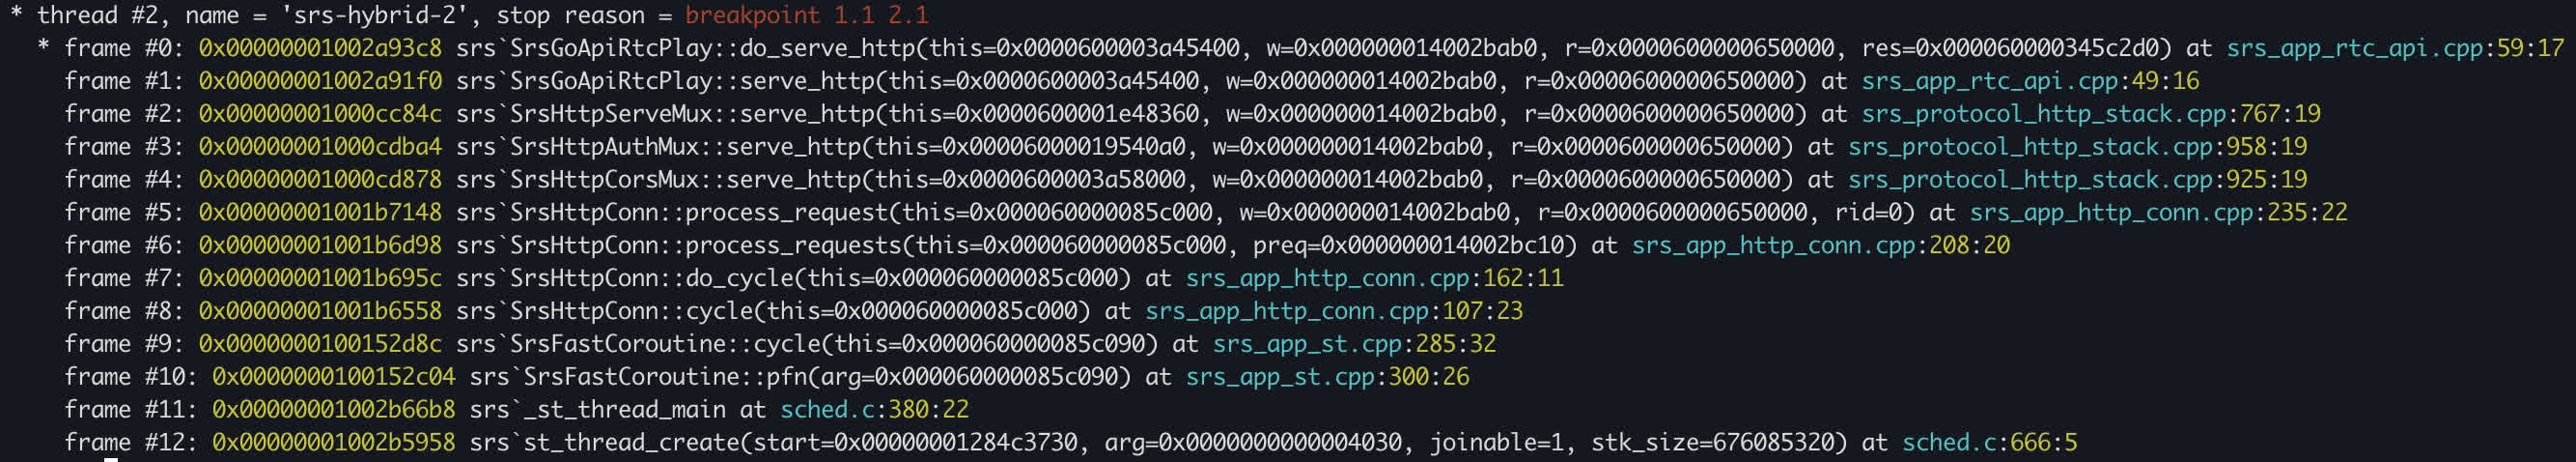 * thread #2, name = 'srs-hybrid-2', stop reason = breakpoint 1.1 2.1
* frame #0: 0x00000001002a93c8 srs`SrsGoApiRtcPlay::do_serve_http(this=0x0000600003a45400, w=0x000000014002bab0, r=0x0000600000650000, res=0x000060000345c2d0) at srs_app_rtc_api.cpp:59:17
frame #1: 0x00000001002a91f0 srs`SrsGoApiRtcPlay::serve_http(this=0x0000600003a45400, w=0x000000014002bab0, r=0x0000600000650000) at srs_app_rtc_api.cpp:49:16
frame #2: 0x00000001000cc84c srs`SrsHttpServeMux::serve_http(this=0x0000600001e48360, w=0x000000014002bab0, r=0x0000600000650000) at srs_protocol_http_stack.cpp:767:19
frame #3: 0x00000001000cdba4 srs`SrsHttpAuthMux::serve_http(this=0x00006000019540a0, w=0x000000014002bab0, r=0x0000600000650000) at srs_protocol_http_stack.cpp:958:19
frame #4: 0x00000001000cd878 srs`SrsHttpCorsMux::serve_http(this=0x0000600003a58000, w=0x000000014002bab0, r=0x0000600000650000) at srs_protocol_http_stack.cpp:925:19
frame #5: 0x00000001001b7148 srs`SrsHttpConn::process_request(this=0x000060000085c000, w=0x000000014002bab0, r=0x0000600000650000, rid=0) at srs_app_http_conn.cpp:235:22
frame #6: 0x00000001001b6d98 srs`SrsHttpConn::process_requests(this=0x000060000085c000, preq=0x000000014002bc10) at srs_app_http_conn.cpp:208:20
frame #7: 0x00000001001b695c srs`SrsHttpConn::do_cycle(this=0x000060000085c000) at srs_app_http_conn.cpp:162:11
frame #8: 0x00000001001b6558 srs`SrsHttpConn::cycle(this=0x000060000085c000) at srs_app_http_conn.cpp:107:23
frame #9: 0x0000000100152d8c srs`SrsFastCoroutine::cycle(this=0x000060000085c090) at srs_app_st.cpp:285:32
frame #10: 0x0000000100152c04 srs`SrsFastCoroutine::pfn(arg=0x000060000085c090) at srs_app_st.cpp:300:26
frame #11: 0x00000001002b66b8 srs`_st_thread_main at sched.c:380:22
frame #12: 0x00000001002b5958 srs`st_thread_create(start=0x00000001284c3730, arg=0x0000000000004030, joinable=1, stk_size=676085320) at sched.c:666:5